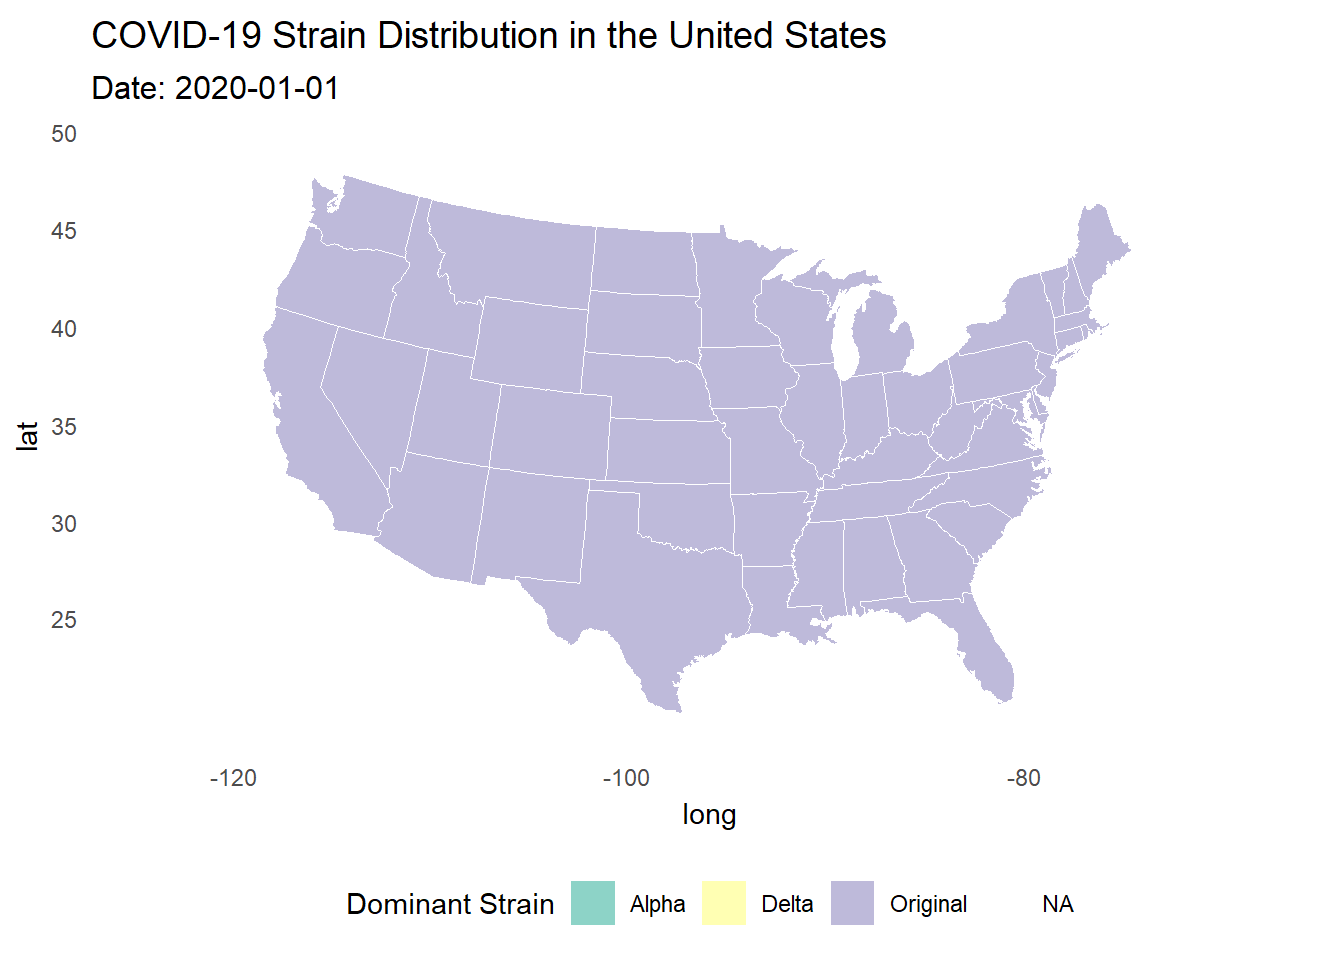 COVID-19 Strain Distribution in the United States
Date: 2020-01-01
50
45
40
35
30
25
lat
-120 -100 -80
long
Dominant Strain Alpha Delta Original NA